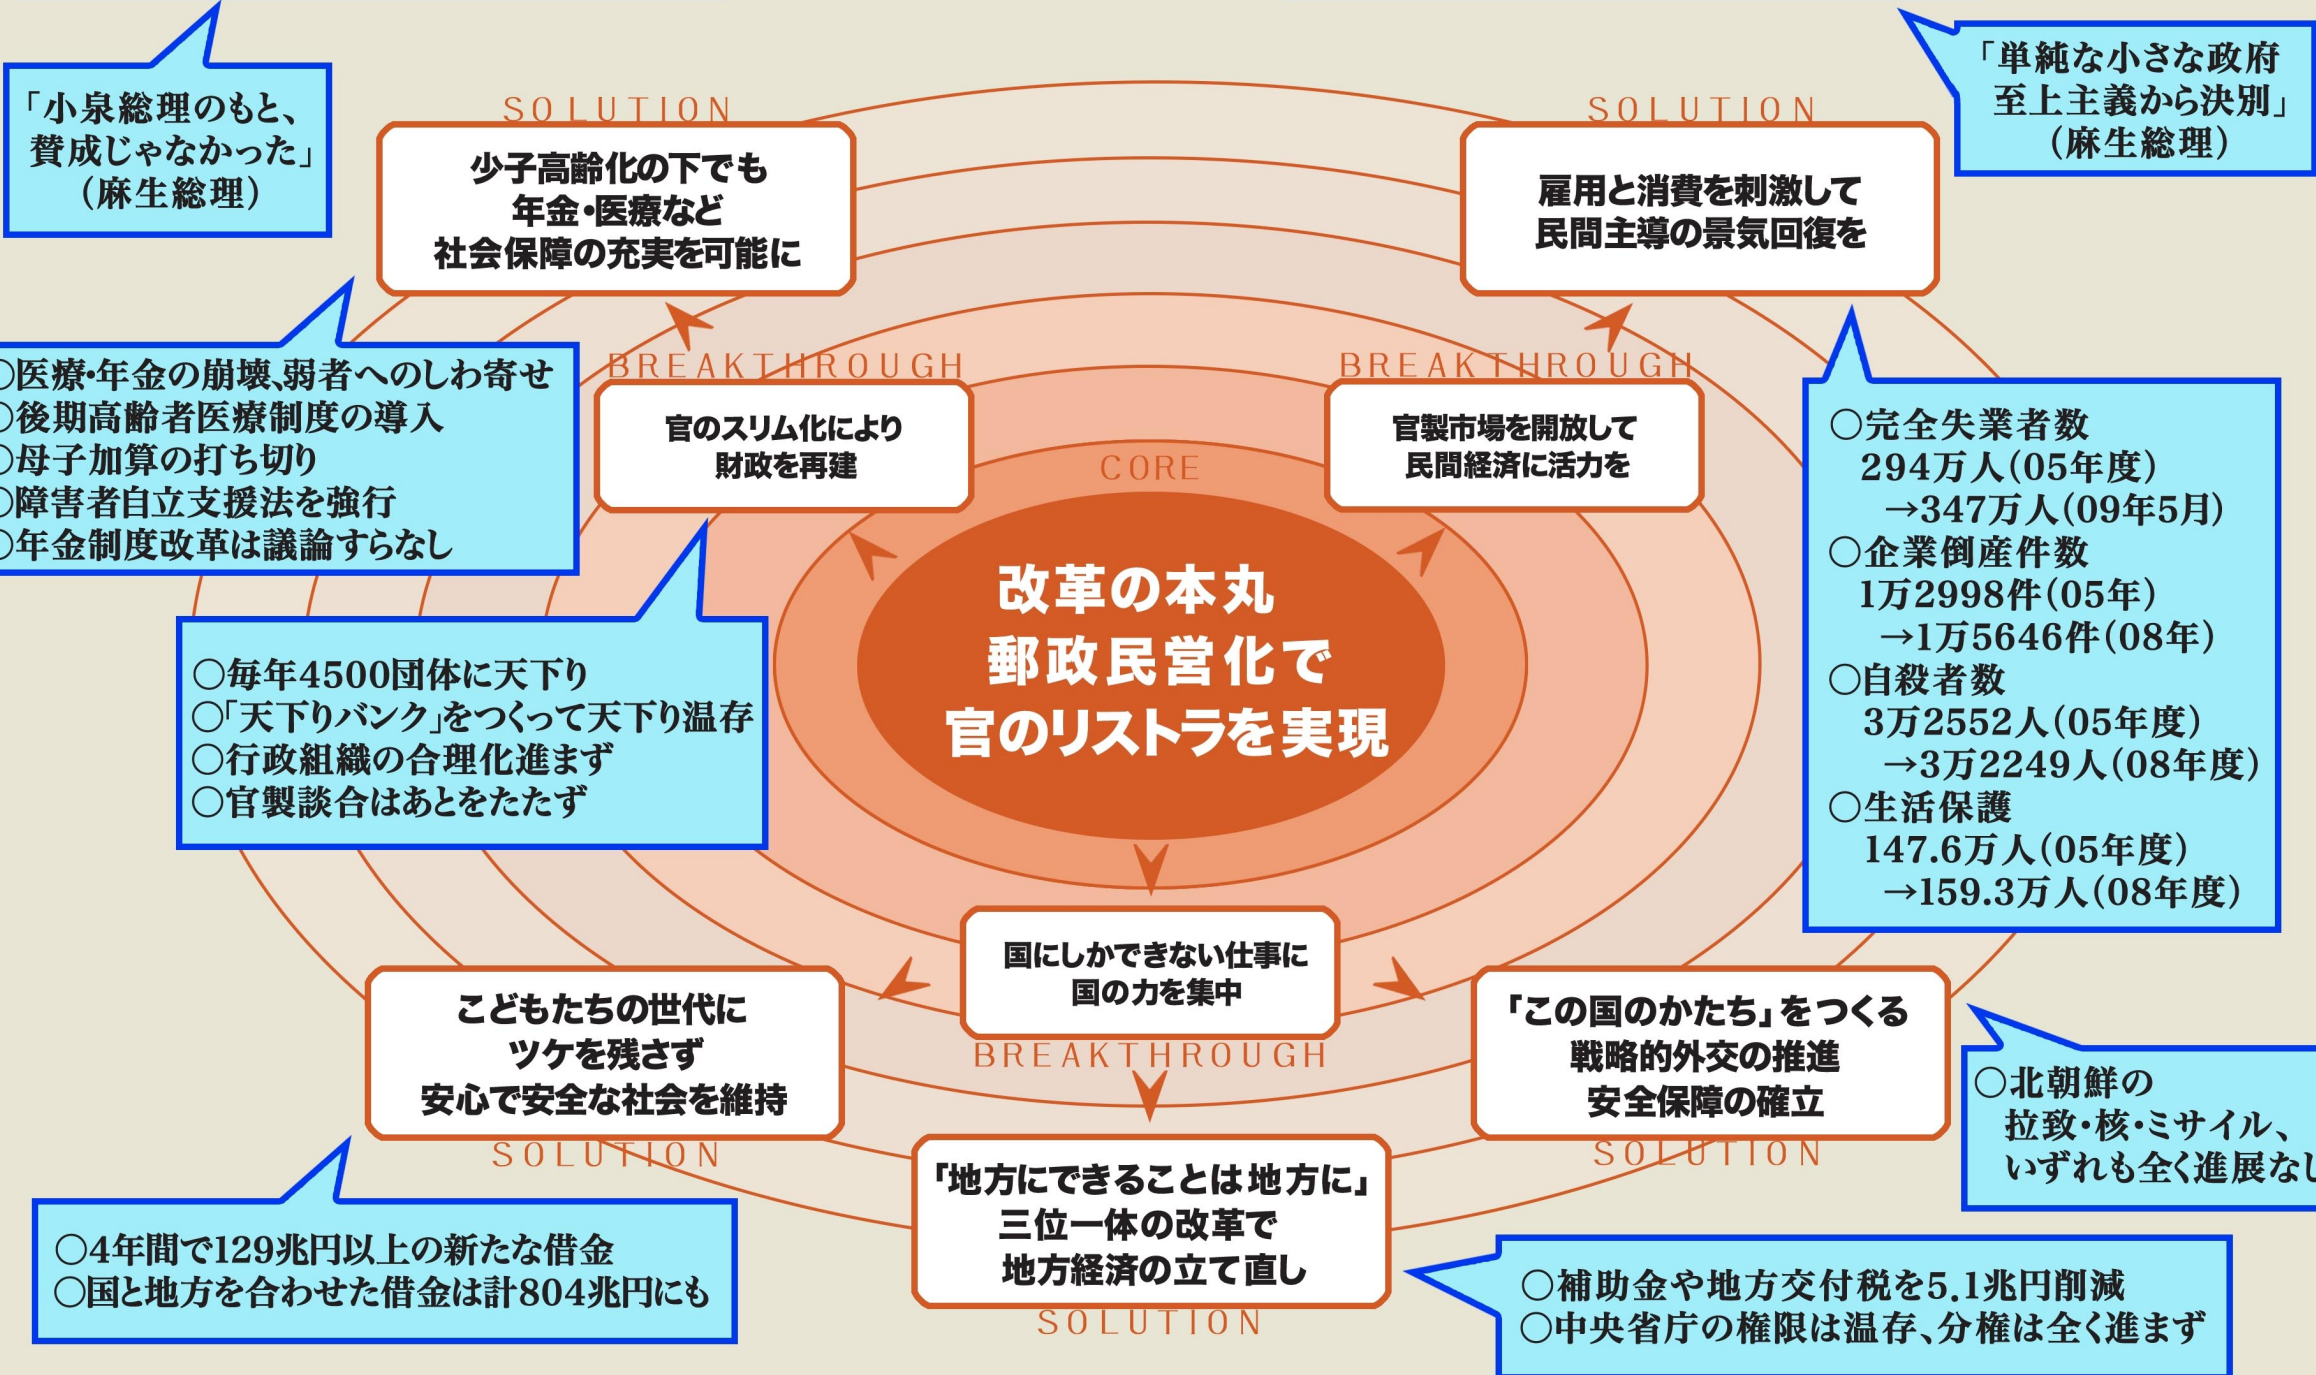 「小泉総理のもと、
賛成じゃなかった」
（麻生総理）
「単純な小さな政府
至上主義から決別」
（麻生総理）
SOLUTION
少子高齢化の下でも
年金・医療など
社会保障の充実を可能に
SOLUTION
雇用と消費を刺激して
民間主導の景気回復を
○医療・年金の崩壊、弱者へのしわ寄せ
○後期高齢者医療制度の導入
○母子加算の打ち切り
○障害者自立支援法を強行
○年金制度改革は議論すらなし
BREAKTHROUGH
官のスリム化により
財政を再建
BREAKTHROUGH
官製市場を開放して
民間経済に活力を
○完全失業者数
294万人（05年度）
→347万人（09年5月）
○企業倒産件数
1万2998件（05年）
→1万5646件（08年）
○自殺者数
3万2552人（05年度）
→3万2249人（08年度）
○生活保護
147.6万人（05年度）
→159.3万人（08年度）
CORE
改革の本丸
郵政民営化で
官のリストラを実現
○毎年4500団体に天下り
○「天下りバンク」をつくって天下り温存
○行政組織の合理化進まず
○官製談合はあとをたたず
国にしかできない仕事に
国の力を集中
BREAKTHROUGH
こどもたちの世代に
ツケを残さず
安心で安全な社会を維持
SOLUTION
「この国のかたち」をつくる
戦略的外交の推進
安全保障の確立
SOLUTION
○北朝鮮の
拉致・核・ミサイル、
いずれも全く進展なし
「地方にできることは地方に」
三位一体の改革で
地方経済の立て直し
SOLUTION
○4年間で129兆円以上の新たな借金
○国と地方を合わせた借金は計804兆円にも
○補助金や地方交付税を5.1兆円削減
○中央省庁の権限は温存、分権は全く進まず